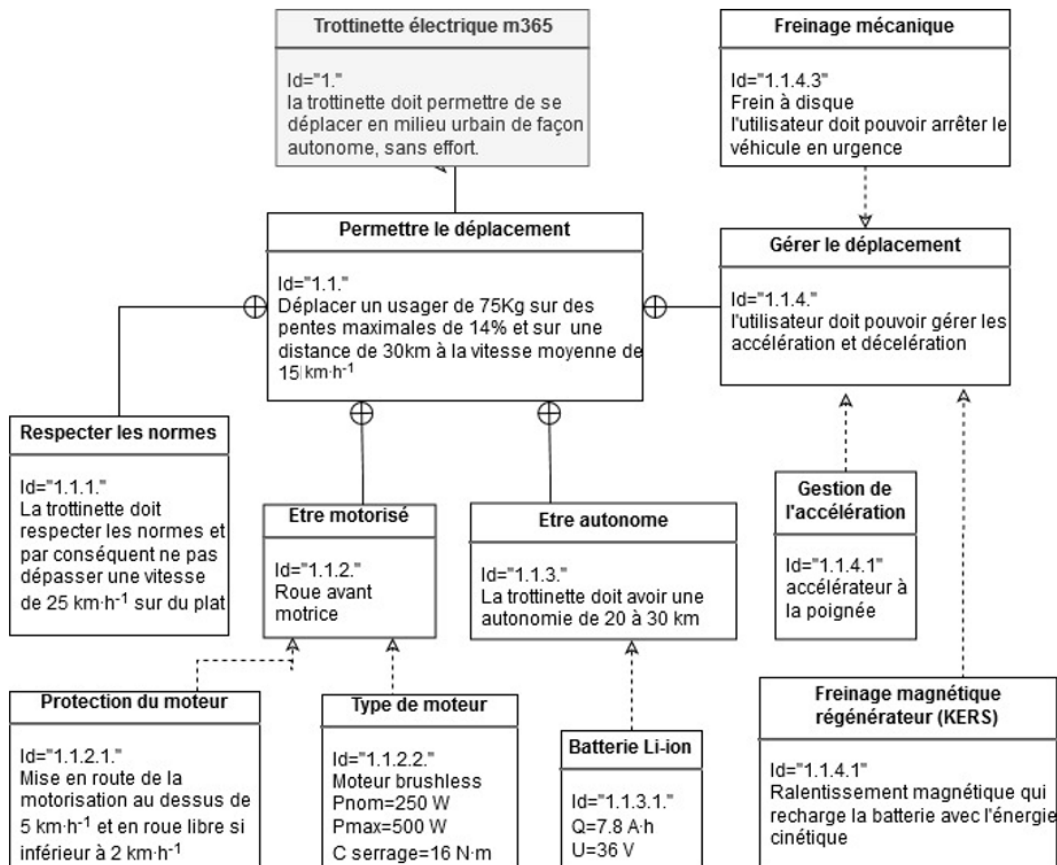 Trottinette électrique m365
Id="1."
la trottinette doit permettre de se
déplacer en milieu urbain de façon
autonome, sans effort.
Freinage mécanique
Id="1.1.4.3"
Frein à disque
l'utilisateur doit pouvoir arrêter le
véhicule en urgence
Permettre le déplacement
Id="1.1."
Déplacer un usager de 75Kg sur des
pentes maximales de 14% et sur une
distance de 30km à la vitesse moyenne de
15 km·h⁻¹
Gérer le déplacement
Id="1.1.4."
l'utilisateur doit pouvoir gérer les
accélération et décelération
Respecter les normes
Id="1.1.1."
La trottinette doit
respecter les normes et
par conséquent ne pas
dépasser une vitesse
de 25 km·h⁻¹ sur du plat
Etre motorisé
Id="1.1.2."
Roue avant
motrice
Etre autonome
Id="1.1.3."
La trottinette doit avoir une
autonomie de 20 à 30 km
Gestion de
l'accélération
Id="1.1.4.1"
accélérateur à
la poignée
Protection du moteur
Id="1.1.2.1."
Mise en route de la
motorisation au dessus de
5 km·h⁻¹ et en roue libre si
inférieur à 2 km·h⁻¹
Type de moteur
Id="1.1.2.2."
Moteur brushless
Pnom=250 W
Pmax=500 W
C serrage=16 N·m
Batterie Li-ion
Id="1.1.3.1."
Q=7.8 A·h
U=36 V
Freinage magnétique
régénérateur (KERS)
Id="1.1.4.1"
Ralentissement magnétique qui
recharge la batterie avec l'énergie
cinétique